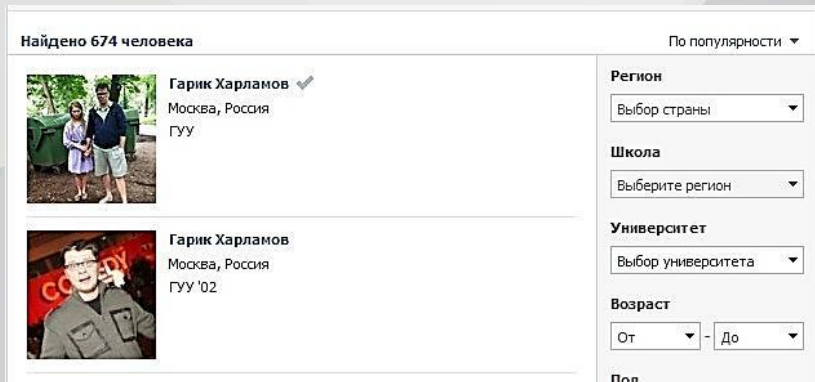 Найдено 674 человека
По популярности
Гарик Харламов
Москва, Россия
ГУУ
Гарик Харламов
Москва, Россия
ГУУ '02
COMEDY
Регион
Выбор страны
Школа
Выберите регион
Университет
Выбор университета
Возраст
От - До
Пол